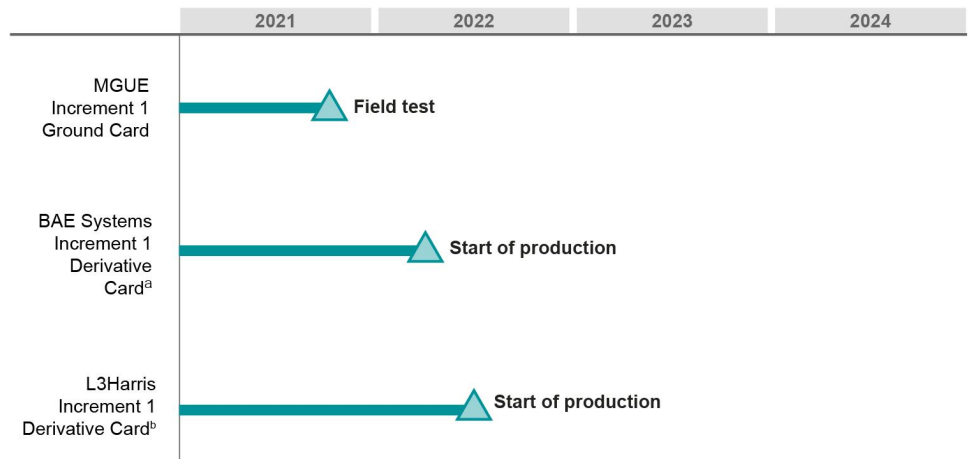 2021 2022 2023 2024
MGUE
Increment 1
Ground Card
Field test
BAE Systems
Increment 1
Derivative
Cardᵃ
Start of production
L3Harris
Increment 1
Derivative Cardᵇ
Start of production